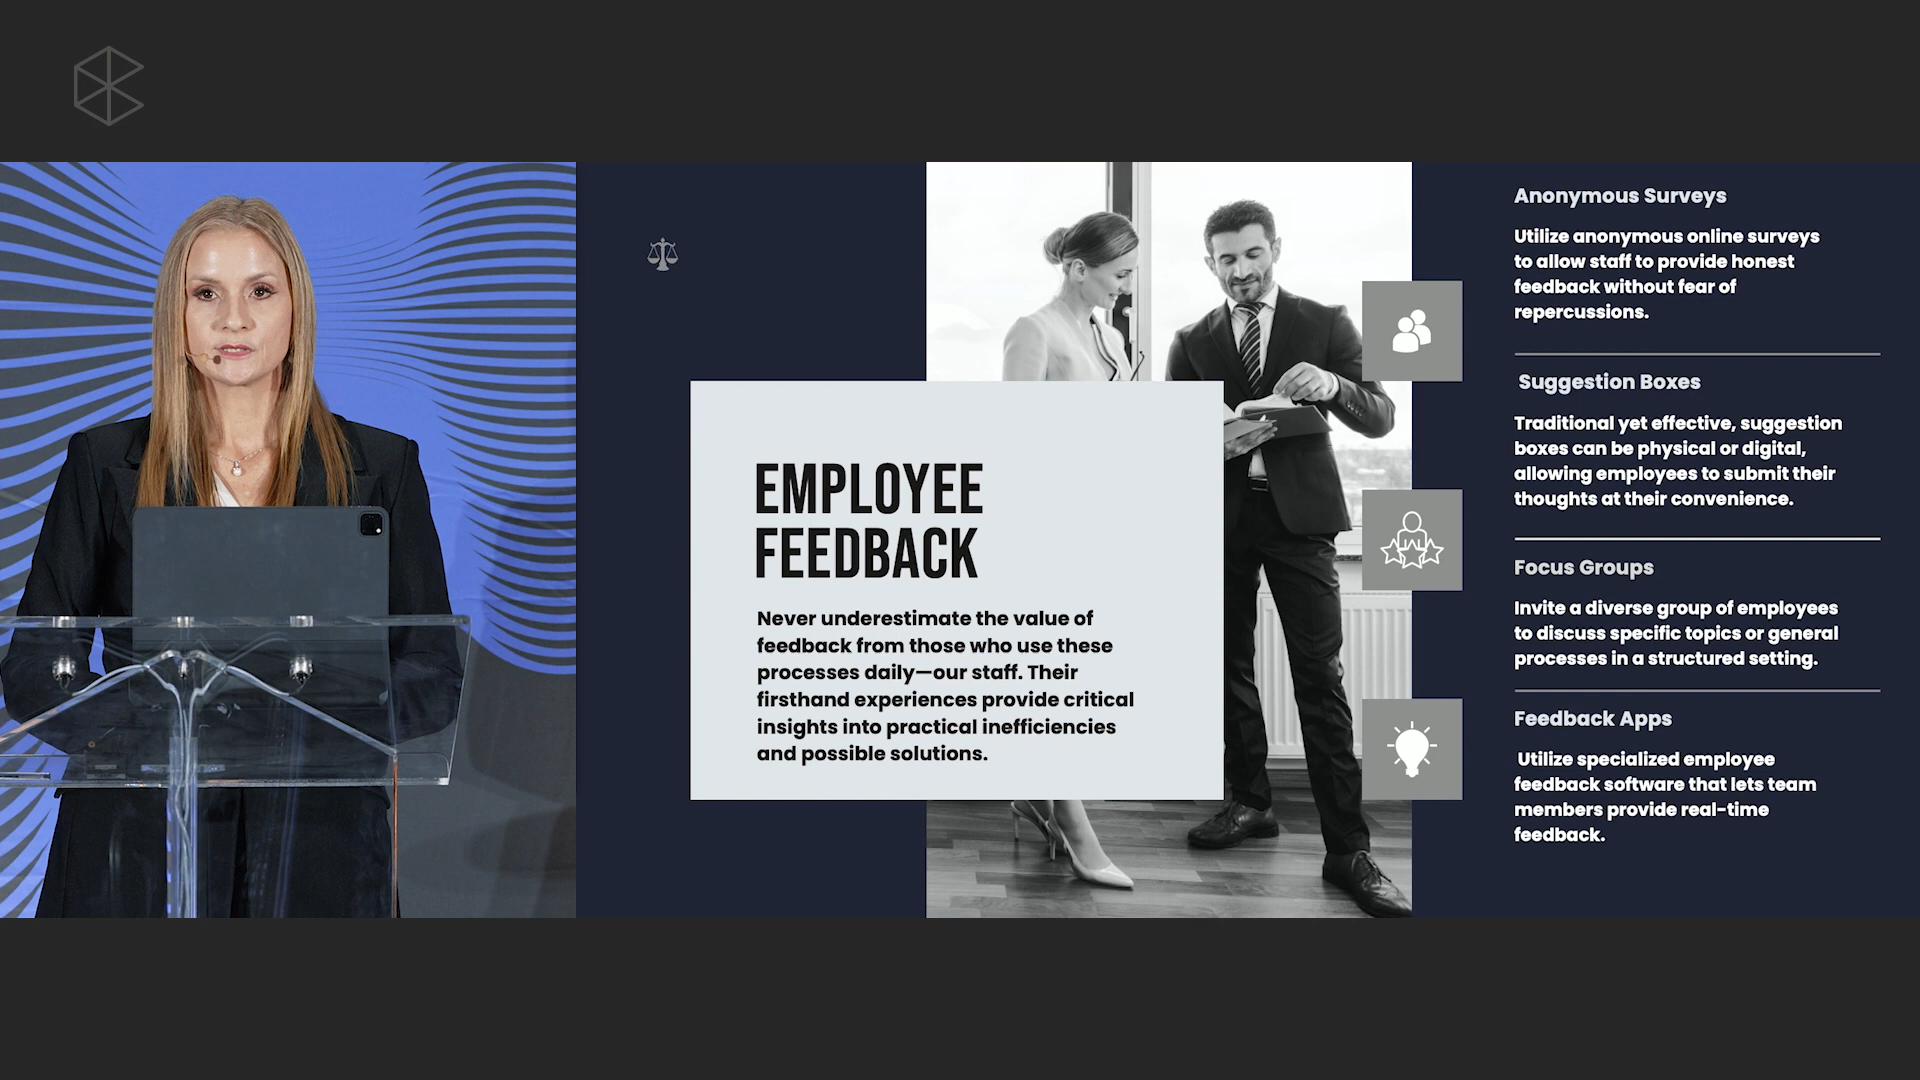 EMPLOYEE
FEEDBACK
Never underestimate the value of
feedback from those who use these
processes daily—our staff. Their
firsthand experiences provide critical
insights into practical inefficiencies
and possible solutions.
Anonymous Surveys
Utilize anonymous online surveys
to allow staff to provide honest
feedback without fear of
repercussions.
Suggestion Boxes
Traditional yet effective, suggestion
boxes can be physical or digital,
allowing employees to submit their
thoughts at their convenience.
Focus Groups
Invite a diverse group of employees
to discuss specific topics or general
processes in a structured setting.
Feedback Apps
Utilize specialized employee
feedback software that lets team
members provide real-time
feedback.